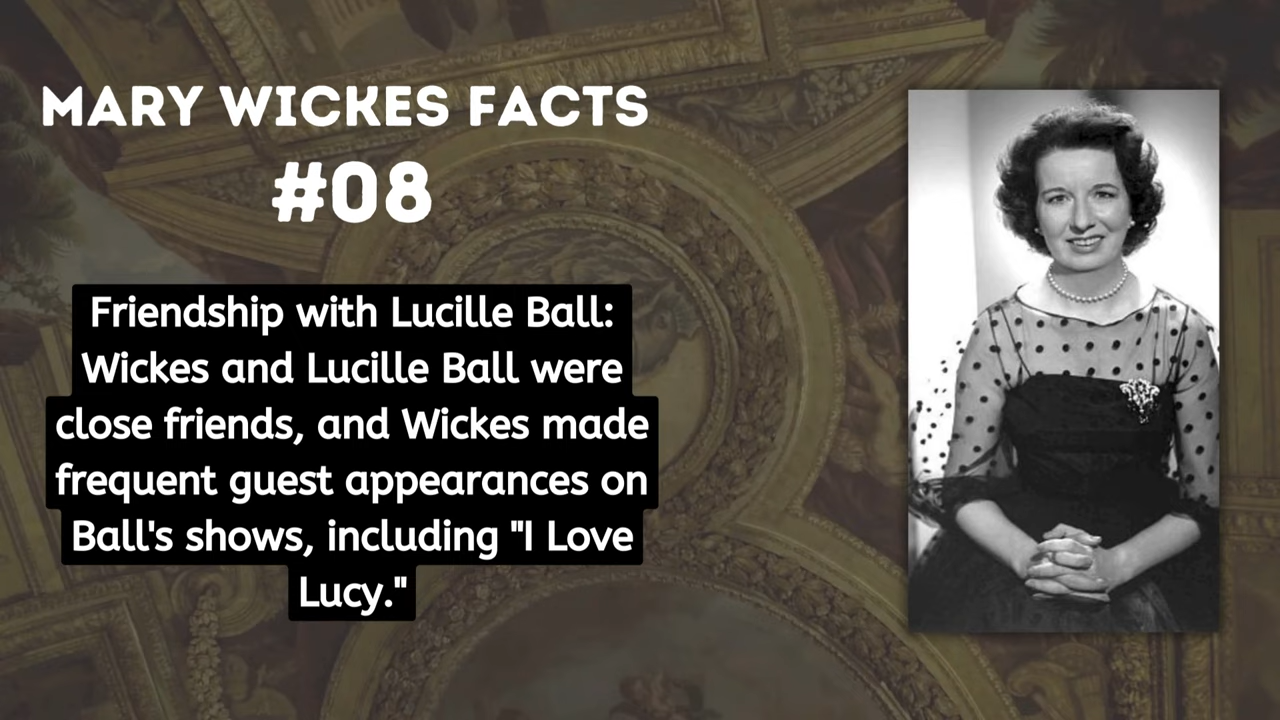 MARY WICKES FACTS
#08
Friendship with Lucille Ball:
Wickes and Lucille Ball were
close friends, and Wickes made
frequent guest appearances on
Ball's shows, including "I Love
Lucy."